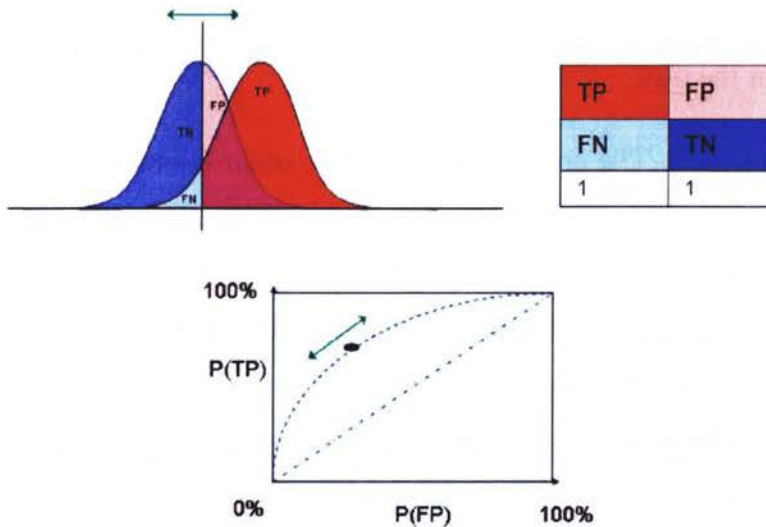 TP FP
FP TP
TN
FN
FN TN
1 1
100%
P(TP)
0% P(FP) 100%